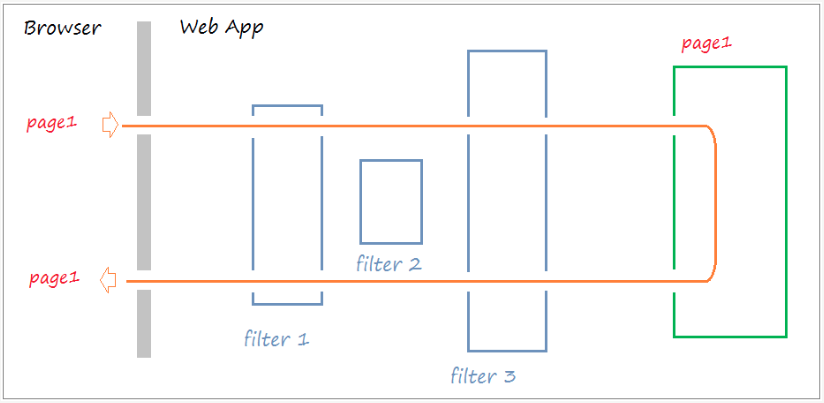 Browser
Web App
page1
page1
page1
filter 2
filter 1
filter 3